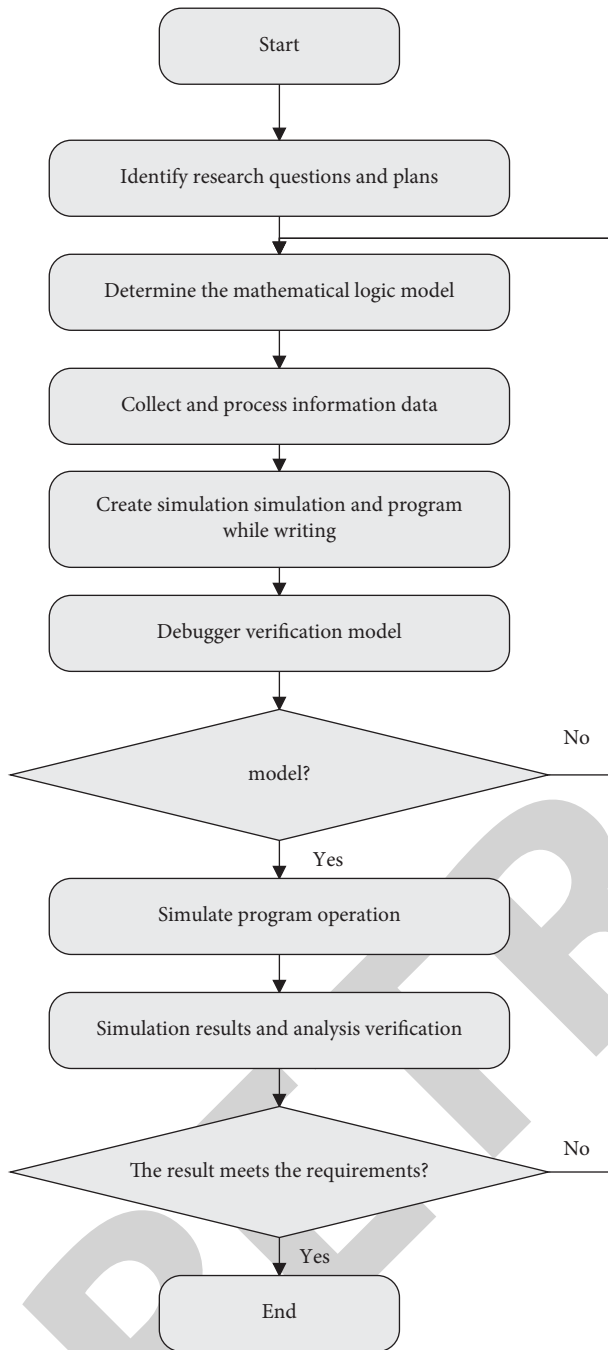 Start
Identify research questions and plans
Determine the mathematical logic model
Collect and process information data
Create simulation simulation and program
while writing
Debugger verification model
model?
No
Yes
Simulate program operation
Simulation results and analysis verification
The result meets the requirements?
No
Yes
End